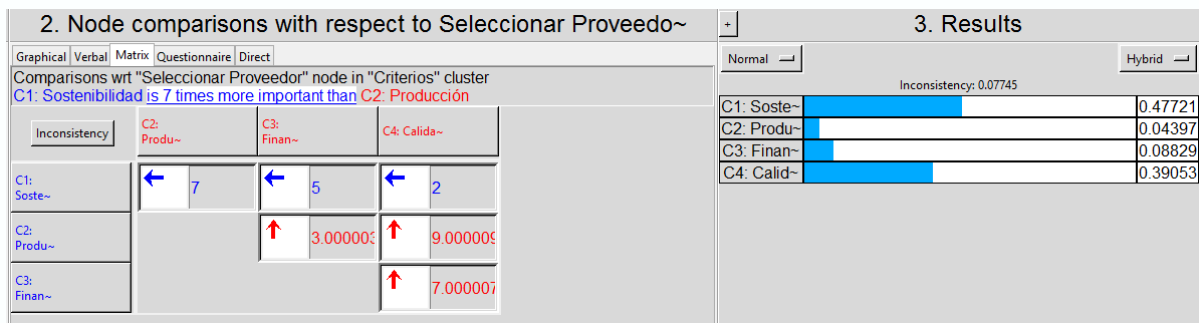 2. Node comparisons with respect to Seleccionar Proveedo~
+ 3. Results
Graphical Verbal Matrix Questionnaire Direct
Comparisons wrt "Seleccionar Proveedor" node in "Criterios" cluster
C1: Sostenibilidad is 7 times more important than C2: Producción
Inconsistency
C2:
Produ~
C3:
Finan~
C4: Calida~
C1:
Soste~
7
5
2
C2:
Produ~
3.000003
9.000009
C3:
Finan~
7.000007
Normal
Hybrid
Inconsistency: 0.07745
C1: Soste~ 0.47721
C2: Produ~ 0.04397
C3: Finan~ 0.08829
C4: Calid~ 0.39053